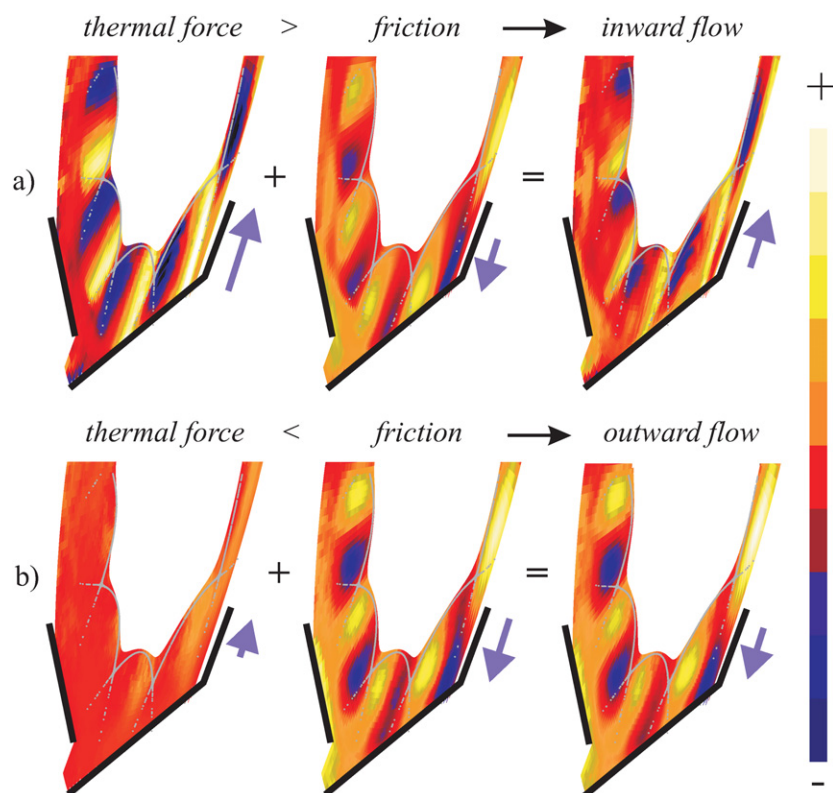 thermal force > friction → inward flow
+
a) + =
thermal force < friction → outward flow
b) + =
-